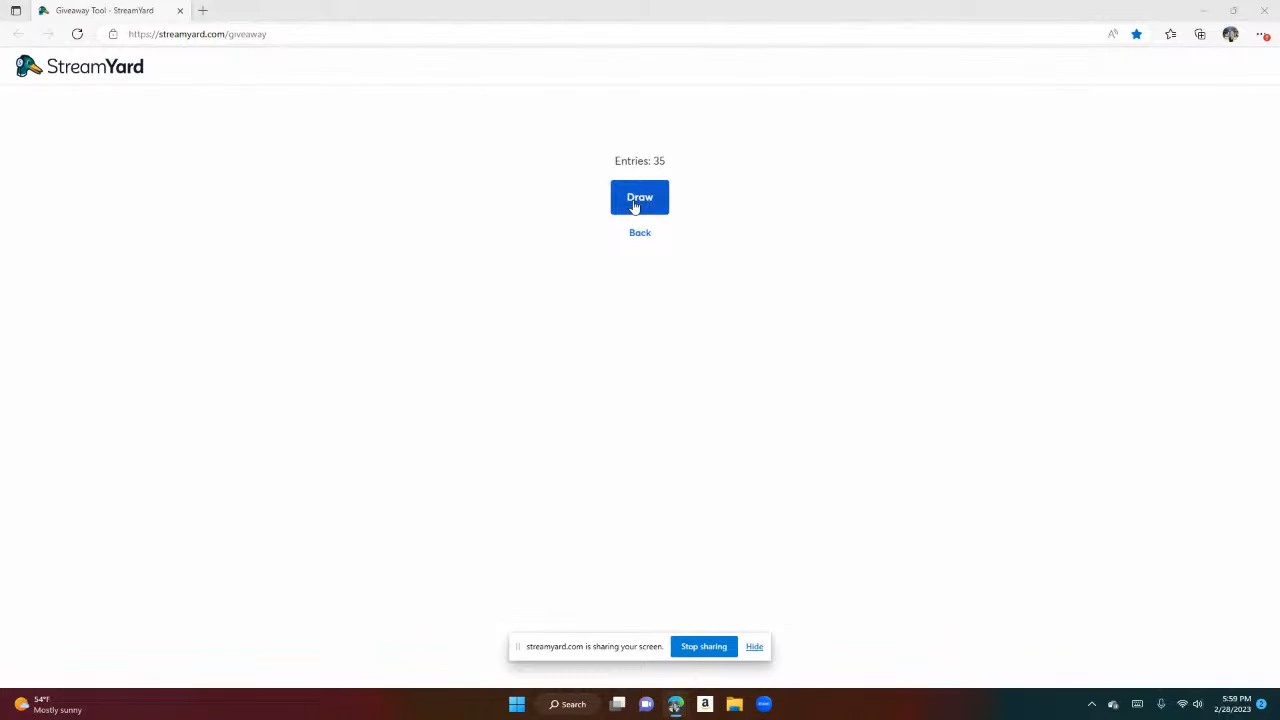 Giveaway Tool - StreamYard
https://streamyard.com/giveaway
StreamYard
Entries: 35
Draw
Back
streamyard.com is sharing your screen.
Stop sharing
Hide
54°F
Mostly sunny
Search
5:59 PM
2/28/2023
2